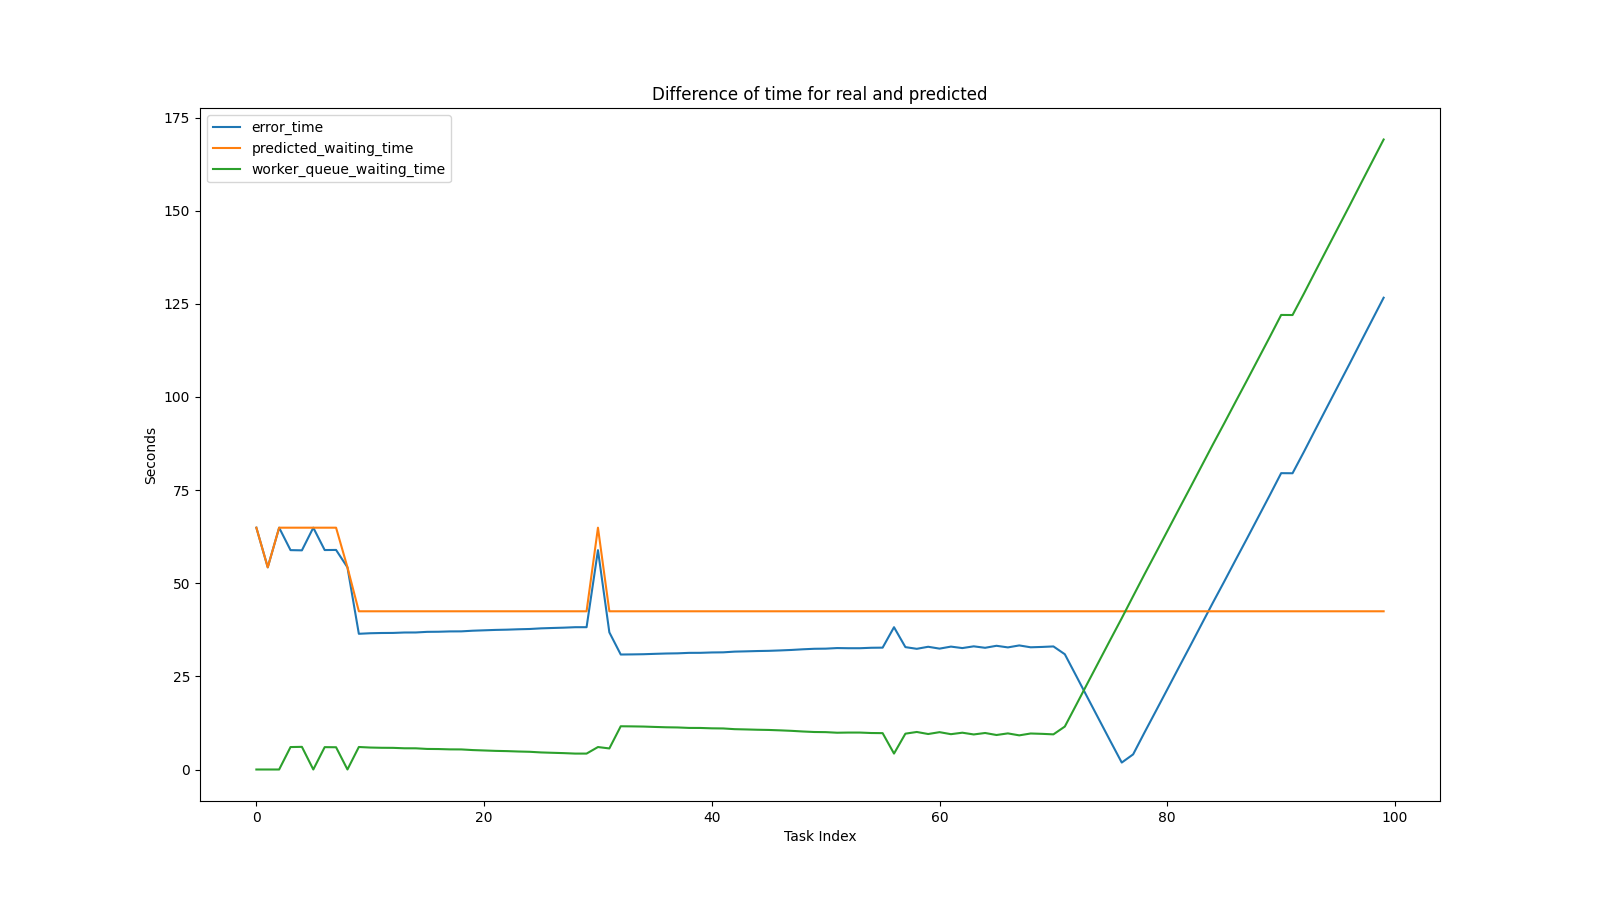 Difference of time for real and predicted
error_time
predicted_waiting_time
worker_queue_waiting_time
175
150
125
100
75
50
25
0
Seconds
0 20 40 60 80 100
Task Index